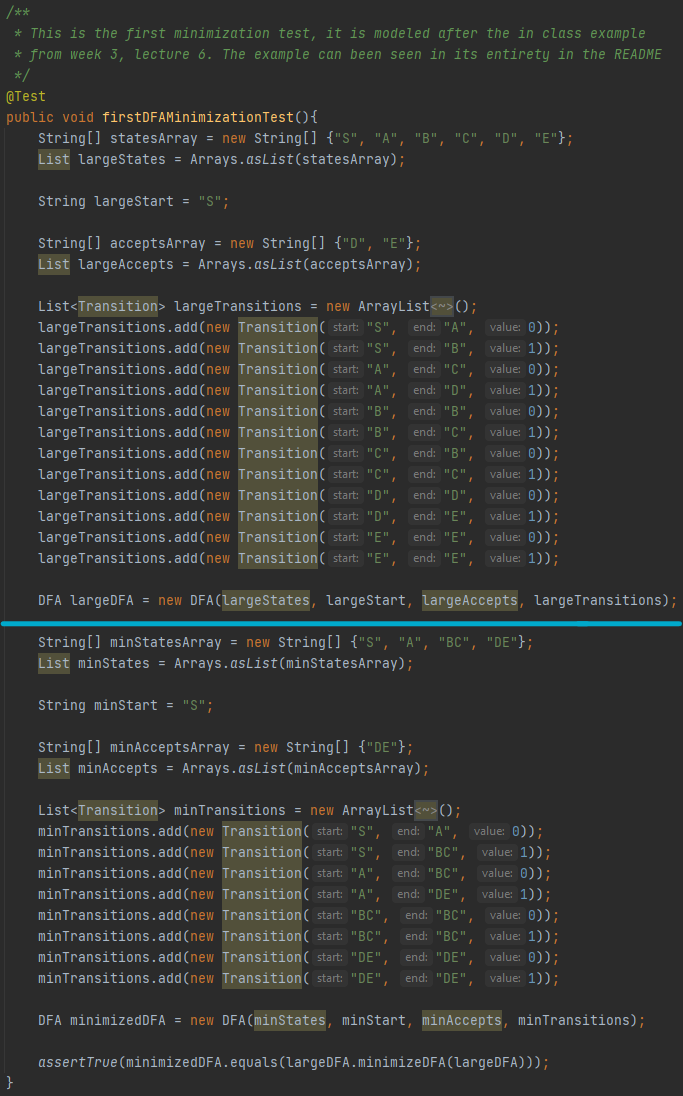 /**
 * This is the first minimization test, it is modeled after the in class example
 * from week 3, lecture 6. The example can been seen in its entirety in the README
 */
@Test
public void firstDFAMinimizationTest(){
    String[] statesArray = new String[] {"S", "A", "B", "C", "D", "E"};
    List largeStates = Arrays.asList(statesArray);

    String largeStart = "S";

    String[] acceptsArray = new String[] {"D", "E"};
    List largeAccepts = Arrays.asList(acceptsArray);

    List<Transition> largeTransitions = new ArrayList<~>();
    largeTransitions.add(new Transition( start: "S", end: "A", value: 0));
    largeTransitions.add(new Transition( start: "S", end: "B", value: 1));
    largeTransitions.add(new Transition( start: "A", end: "C", value: 0));
    largeTransitions.add(new Transition( start: "A", end: "D", value: 1));
    largeTransitions.add(new Transition( start: "B", end: "B", value: 0));
    largeTransitions.add(new Transition( start: "B", end: "C", value: 1));
    largeTransitions.add(new Transition( start: "C", end: "B", value: 0));
    largeTransitions.add(new Transition( start: "C", end: "C", value: 1));
    largeTransitions.add(new Transition( start: "D", end: "D", value: 0));
    largeTransitions.add(new Transition( start: "D", end: "E", value: 1));
    largeTransitions.add(new Transition( start: "E", end: "E", value: 0));
    largeTransitions.add(new Transition( start: "E", end: "E", value: 1));

    DFA largeDFA = new DFA(largeStates, largeStart, largeAccepts, largeTransitions);

    String[] minStatesArray = new String[] {"S", "A", "BC", "DE"};
    List minStates = Arrays.asList(minStatesArray);

    String minStart = "S";

    String[] minAcceptsArray = new String[] {"DE"};
    List minAccepts = Arrays.asList(minAcceptsArray);

    List<Transition> minTransitions = new ArrayList<~>();
    minTransitions.add(new Transition( start: "S", end: "A", value: 0));
    minTransitions.add(new Transition( start: "S", end: "BC", value: 1));
    minTransitions.add(new Transition( start: "A", end: "BC", value: 0));
    minTransitions.add(new Transition( start: "A", end: "DE", value: 1));
    minTransitions.add(new Transition( start: "BC", end: "BC", value: 0));
    minTransitions.add(new Transition( start: "BC", end: "BC", value: 1));
    minTransitions.add(new Transition( start: "DE", end: "DE", value: 0));
    minTransitions.add(new Transition( start: "DE", end: "DE", value: 1));

    DFA minimizedDFA = new DFA(minStates, minStart, minAccepts, minTransitions);

    assertTrue(minimizedDFA.equals(largeDFA.minimizeDFA(largeDFA)));
}